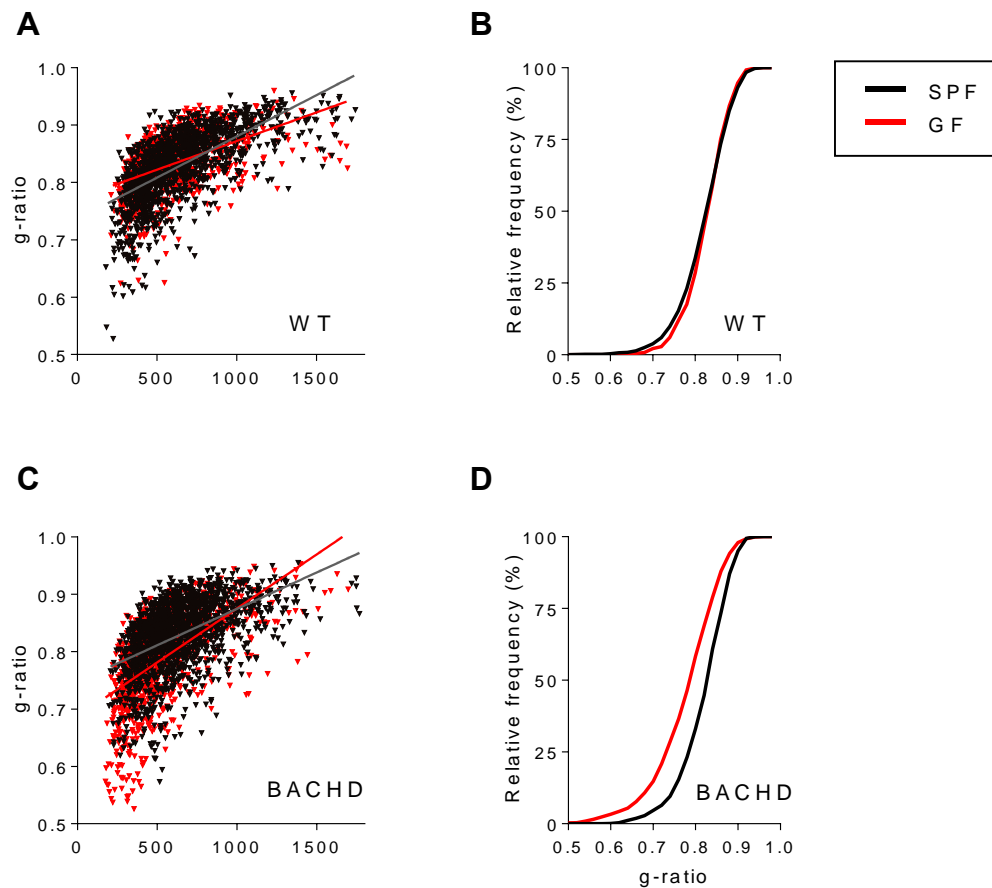 A
1.0
0.9
0.8
0.7
0.6
0.5
g-ratio
WT
0 500 1000 1500
B
100
75
50
25
0
Relative frequency (%)
WT
0.5 0.6 0.7 0.8 0.9 1.0
SPF
GF
C
1.0
0.9
0.8
0.7
0.6
0.5
g-ratio
BACHD
0 500 1000 1500
D
100
75
50
25
0
Relative frequency (%)
BACHD
0.5 0.6 0.7 0.8 0.9 1.0
g-ratio